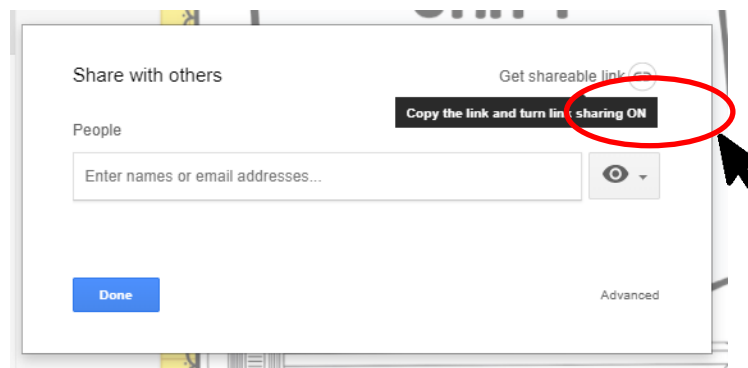 Share with others
Get shareable link
Copy the link and turn link sharing ON
People
Enter names or email addresses...
Done
Advanced